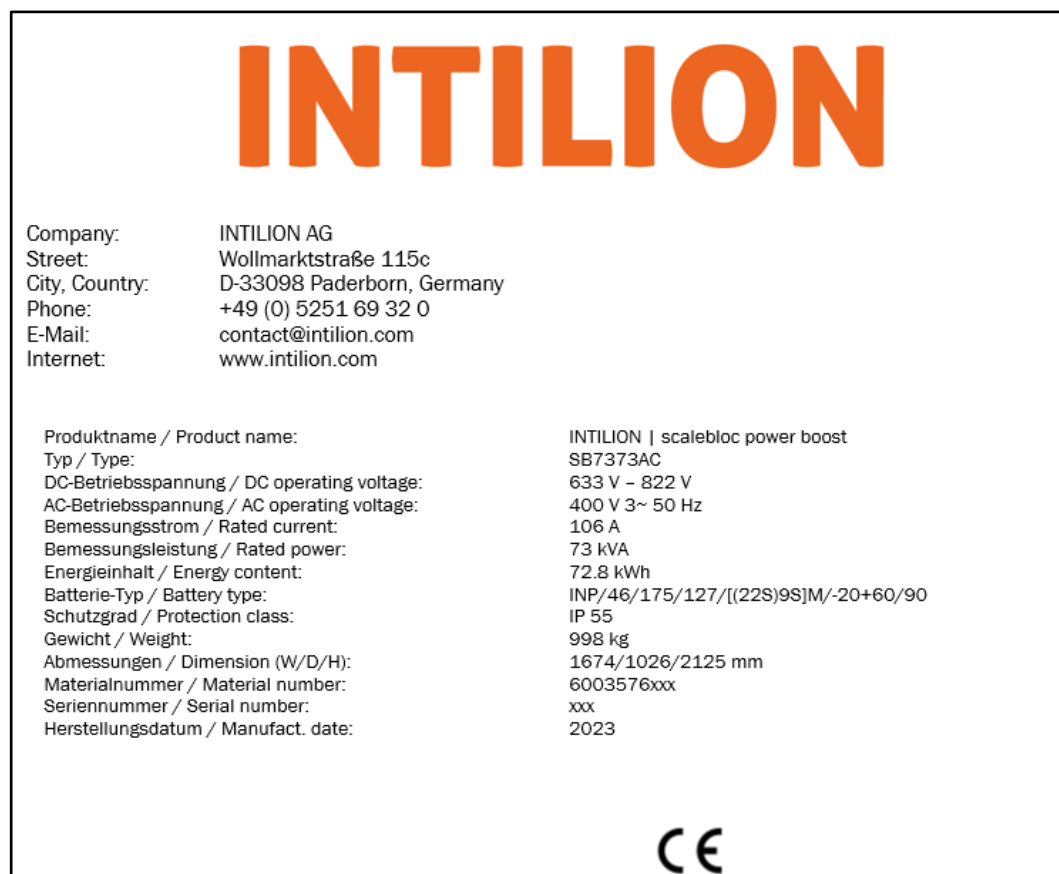 INTILION
Company: INTILION AG
Street: Wollmarktstraße 115c
City, Country: D-33098 Paderborn, Germany
Phone: +49 (0) 5251 69 32 0
E-Mail: contact@intilion.com
Internet: www.intilion.com
Produktname / Product name: INTILION | scalebloc power boost
Typ / Type: SB7373AC
DC-Betriebsspannung / DC operating voltage: 633 V – 822 V
AC-Betriebsspannung / AC operating voltage: 400 V 3~ 50 Hz
Bemessungsstrom / Rated current: 106 A
Bemessungsleistung / Rated power: 73 kVA
Energieinhalt / Energy content: 72.8 kWh
Batterie-Typ / Battery type: INP/46/175/127/[(22S)9S]M/-20+60/90
Schutzgrad / Protection class: IP 55
Gewicht / Weight: 998 kg
Abmessungen / Dimension (W/D/H): 1674/1026/2125 mm
Materialnummer / Material number: 6003576xxx
Seriennummer / Serial number: xxx
Herstellungsdatum / Manufact. date: 2023
CE